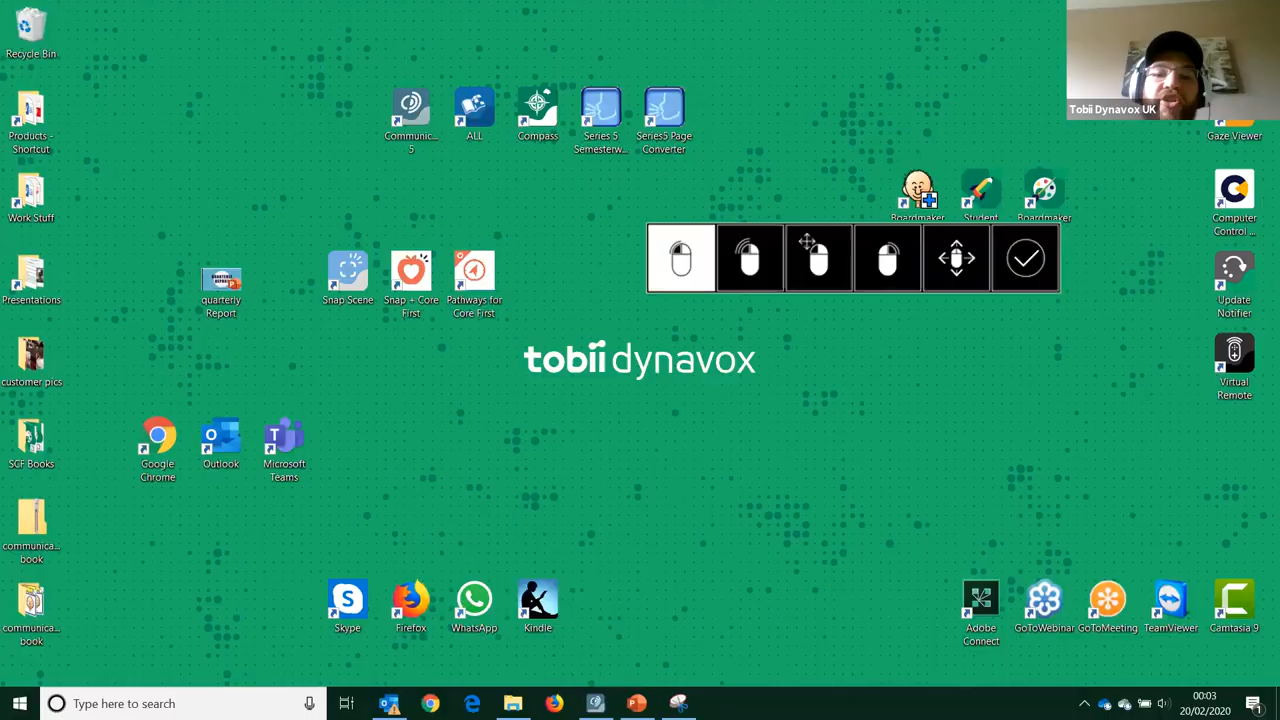 Recycle Bin
Products -
Shortcut
Work Stuff
Presentations
customer pics
SCF Books
communica...
book
communica...
book
Communic...
5
ALL
Compass
Series 5
Semesterw...
Series5 Page
Converter
Boardmaker
Student
Boardmaker
Tobii Dynavox UK
Gaze Viewer
Computer
Control ...
Update
Notifier
Virtual
Remote
quarterly
Report
Snap Scene
Snap + Core
First
Pathways for
Core First
tobii dynavox
Google
Chrome
Outlook
Microsoft
Teams
Skype
Firefox
WhatsApp
Kindle
Adobe
Connect
GoToWebinar
GoToMeeting
TeamViewer
Camtasia 9
Type here to search
00:03
20/02/2020